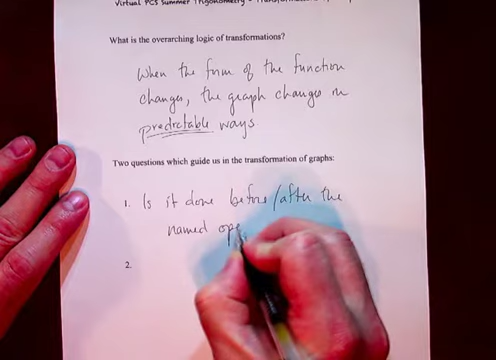 Virtual PCS Summer Trigonometry
What is the overarching logic of transformations?
When the form of the function
changes, the graph changes in
predictable ways
Two questions which guide us in the transformation of graphs:
1. Is it done before/after the
named ope
2.